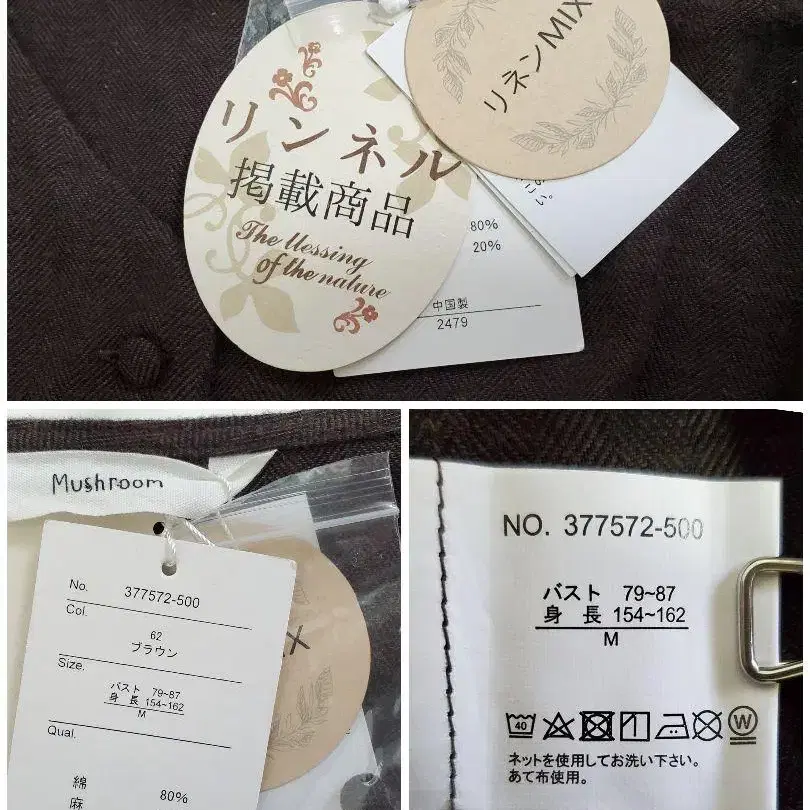 リネンMIX
リンネル
掲載商品
The blessing
of the nature
い。
80%
20%
中国製
2479
Mushroom
No. 377572-500
Col.
62
ブラウン
Size.
バスト 79~87
身 長 154~162
M
Qual.
綿 80%
麻
X
NO. 377572-500
バスト 79~87
身 長 154~162
M
40
W
ネットを使用してお洗い下さい。
あて布使用。